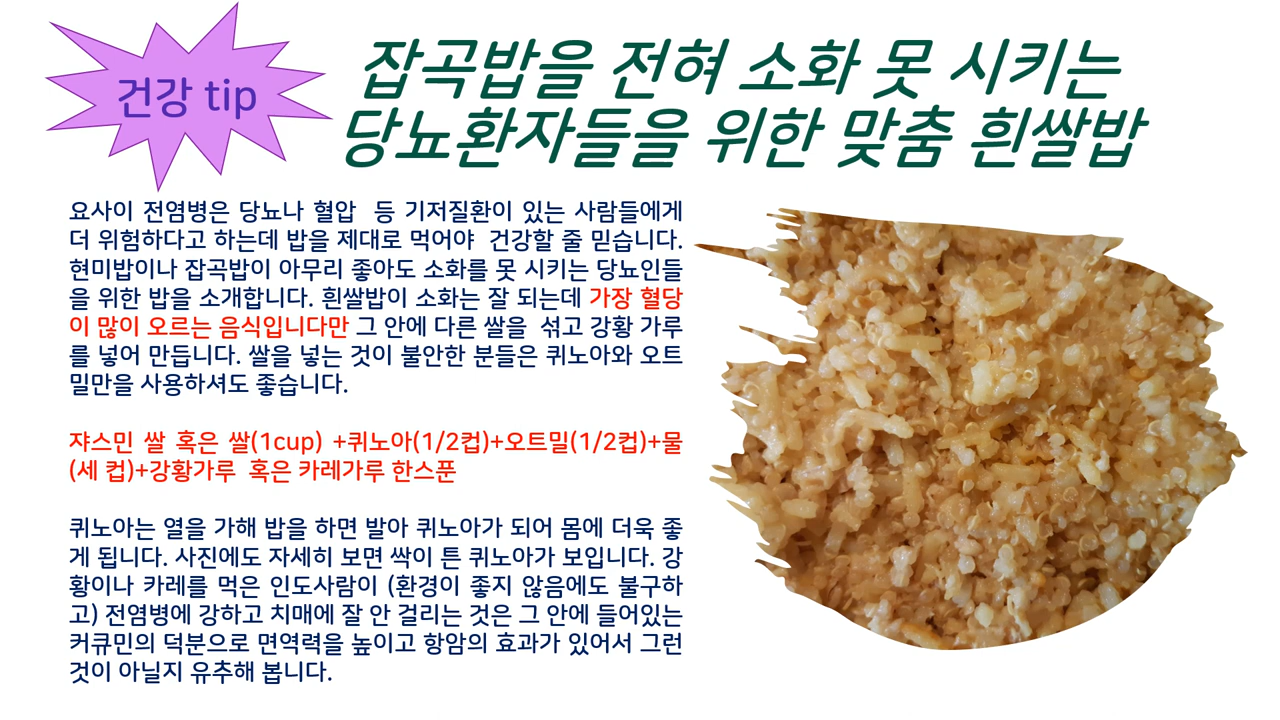 건강 tip
잡곡밥을 전혀 소화 못 시키는
당뇨환자들을 위한 맞춤 흰쌀밥
요사이 전염병은 당뇨나 혈압 등 기저질환이 있는 사람들에게
더 위험하다고 하는데 밥을 제대로 먹어야 건강할 줄 믿습니다.
현미밥이나 잡곡밥이 아무리 좋아도 소화를 못 시키는 당뇨인들
을 위한 밥을 소개합니다. 흰쌀밥이 소화는 잘 되는데 가장 혈당
이 많이 오르는 음식입니다만 그 안에 다른 쌀을 섞고 강황 가루
를 넣어 만듭니다. 쌀을 넣는 것이 불안한 분들은 퀴노아와 오트
밀만을 사용하셔도 좋습니다.
쟈스민 쌀 혹은 쌀(1cup) +퀴노아(1/2컵)+오트밀(1/2컵)+물
(세 컵)+강황가루 혹은 카레가루 한스푼
퀴노아는 열을 가해 밥을 하면 발아 퀴노아가 되어 몸에 더욱 좋
게 됩니다. 사진에도 자세히 보면 싹이 튼 퀴노아가 보입니다. 강
황이나 카레를 먹은 인도사람이 (환경이 좋지 않음에도 불구하
고) 전염병에 강하고 치매에 잘 안 걸리는 것은 그 안에 들어있는
커큐민의 덕분으로 면역력을 높이고 항암의 효과가 있어서 그런
것이 아닐지 유추해 봅니다.